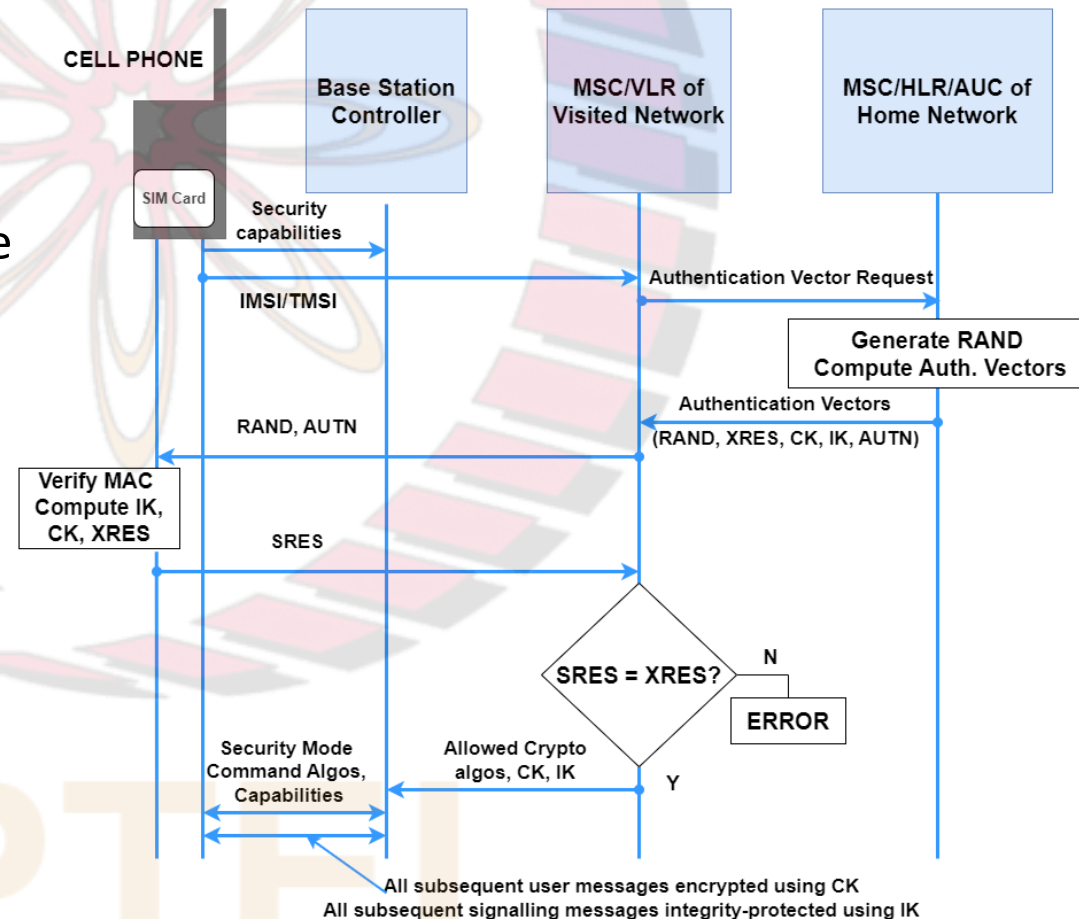 CELL PHONE
Base Station
Controller
MSC/VLR of
Visited Network
MSC/HLR/AUC of
Home Network
SIM Card
Security
capabilities
e
IMSI/TMSI
Authentication Vector Request
Generate RAND
Compute Auth. Vectors
Authentication Vectors
(RAND, XRES, CK, IK, AUTN)
RAND, AUTN
Verify MAC
Compute IK,
CK, XRES
SRES
SRES = XRES?
N
ERROR
Security Mode
Command Algos,
Capabilities
Allowed Crypto
algos, CK, IK
Y
All subsequent user messages encrypted using CK
All subsequent signalling messages integrity-protected using IK
PTEL